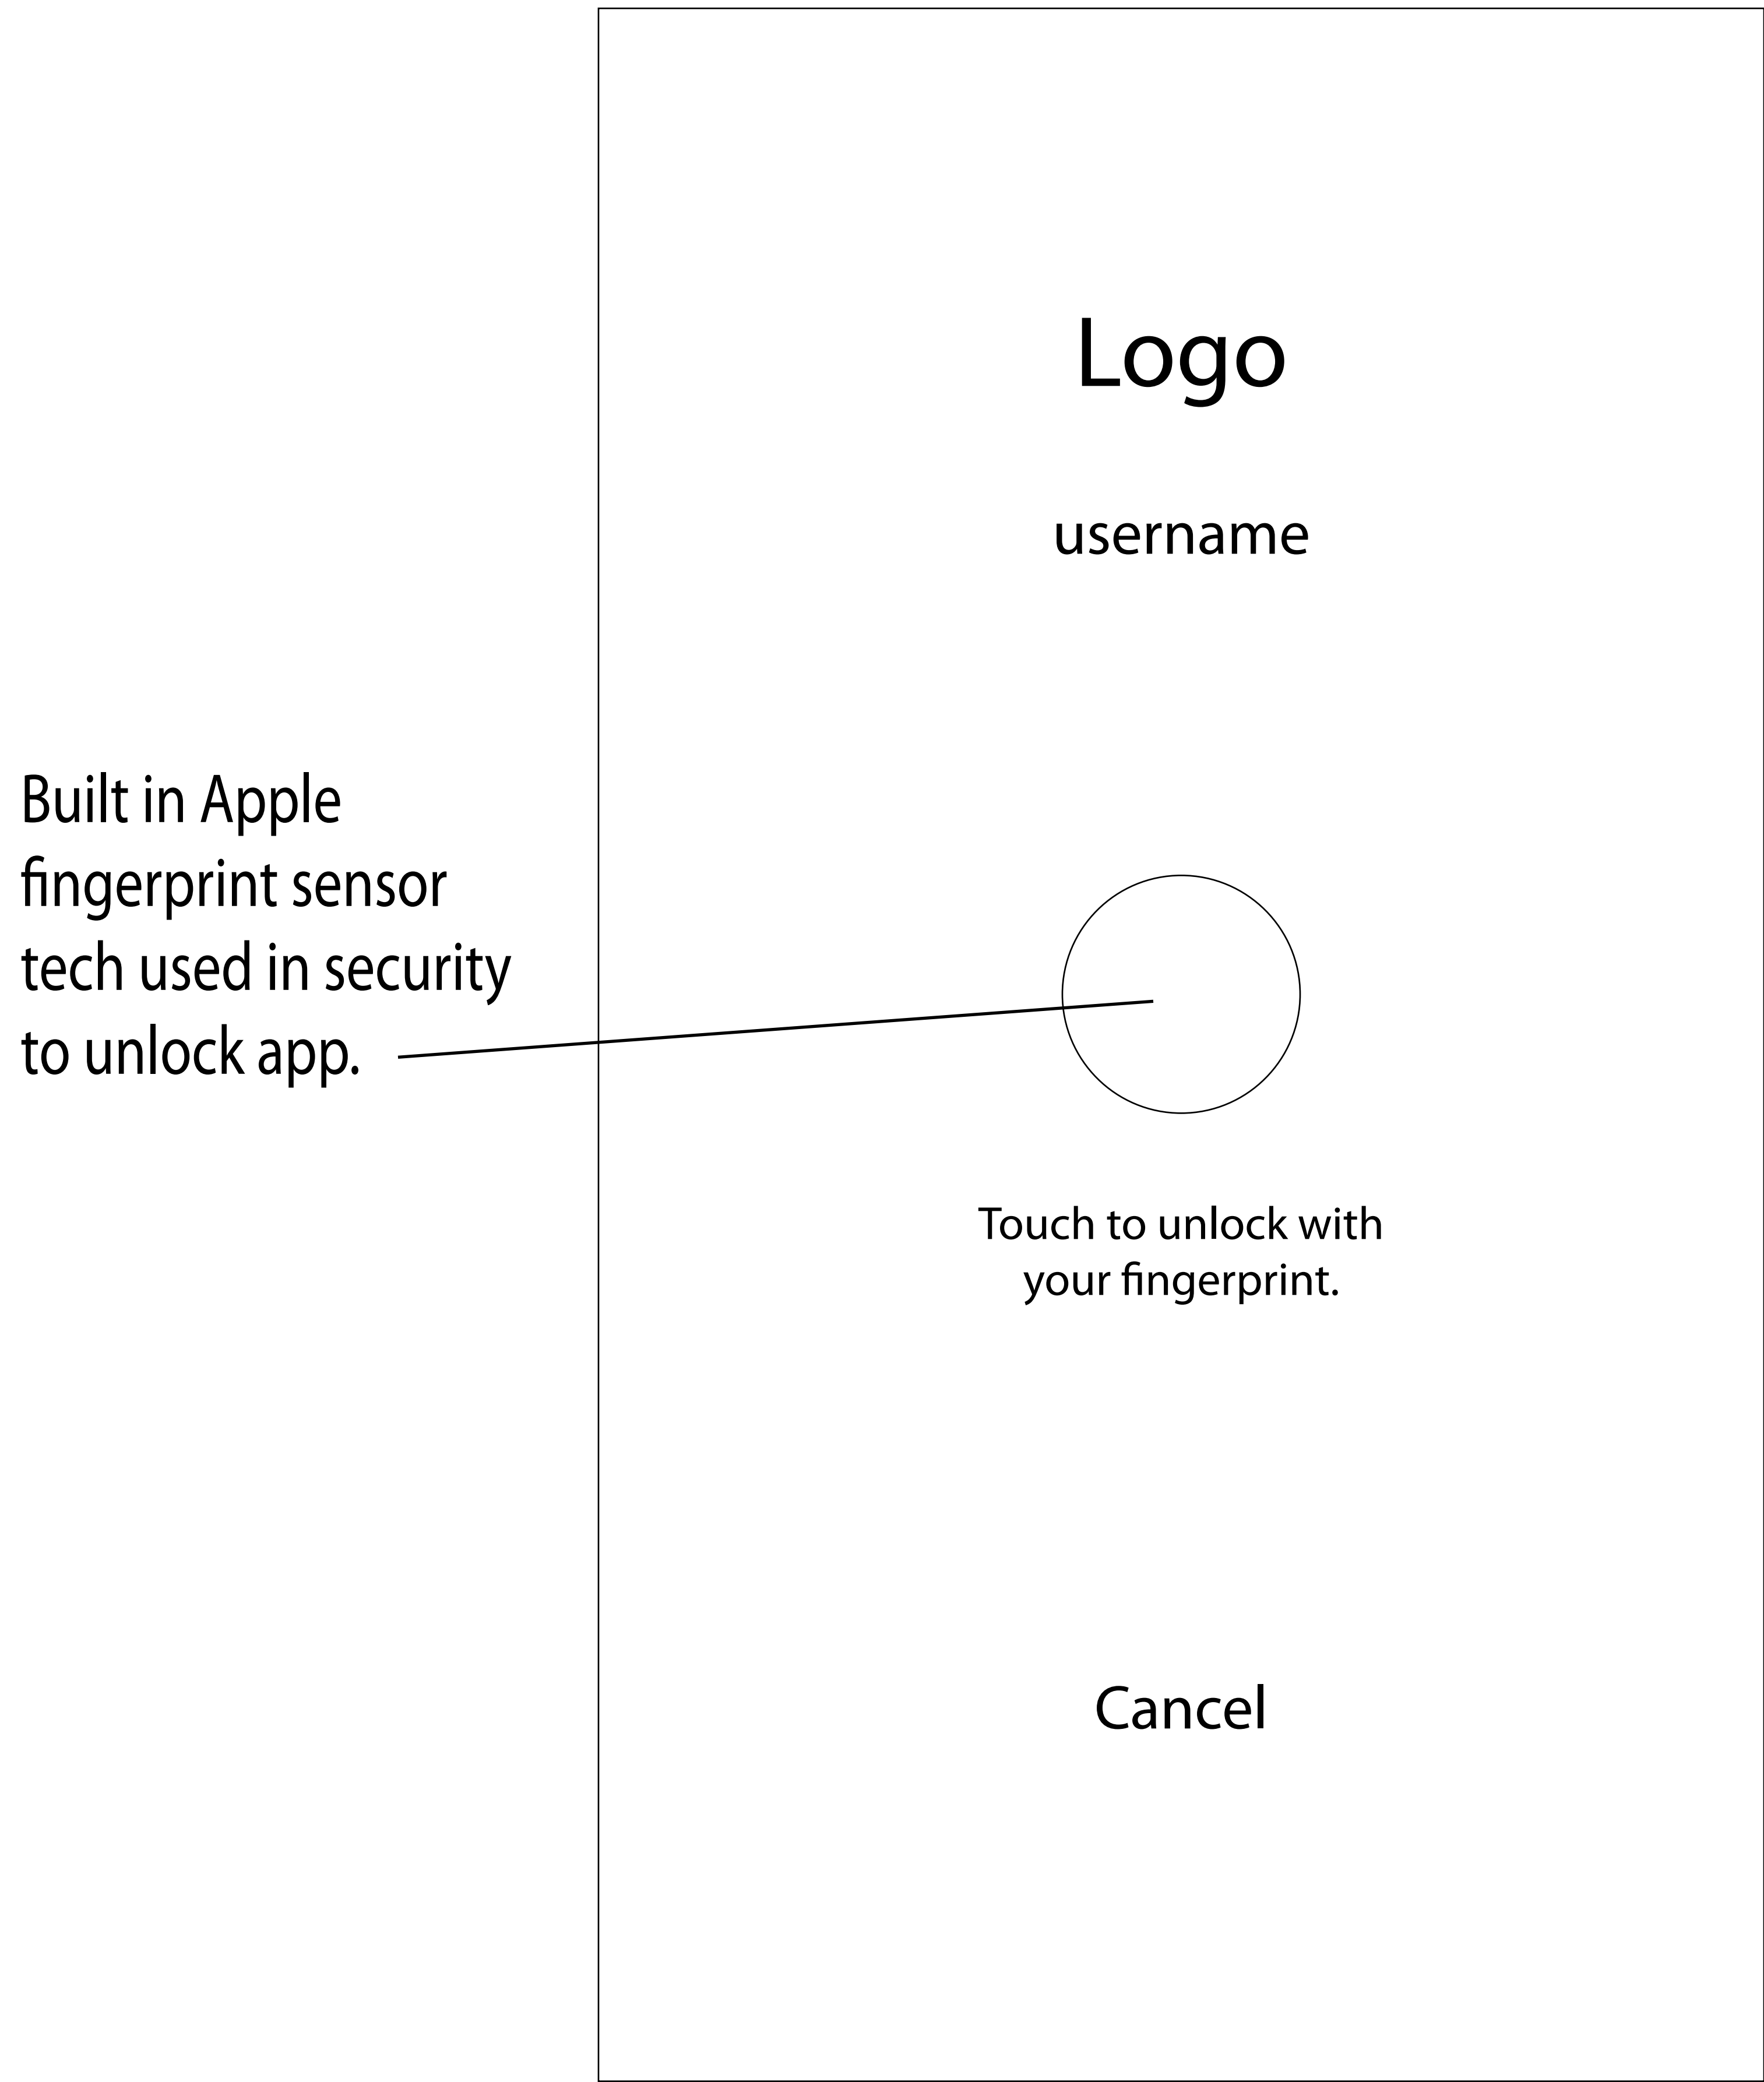 Logo
username
Built in Apple
fingerprint sensor
tech used in security
to unlock app.
Touch to unlock with
your fingerprint.
Cancel